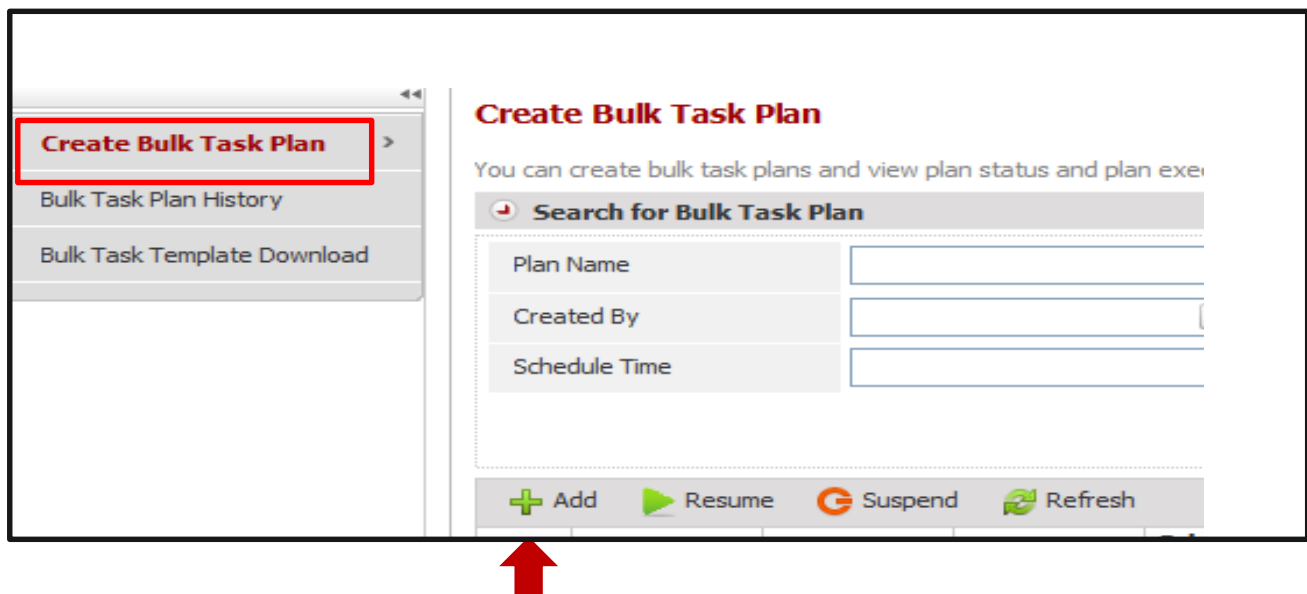 Create Bulk Task Plan
Bulk Task Plan History
Bulk Task Template Download
Create Bulk Task Plan
You can create bulk task plans and view plan status and plan exe
Search for Bulk Task Plan
Plan Name
Created By
Schedule Time
Add Resume Suspend Refresh